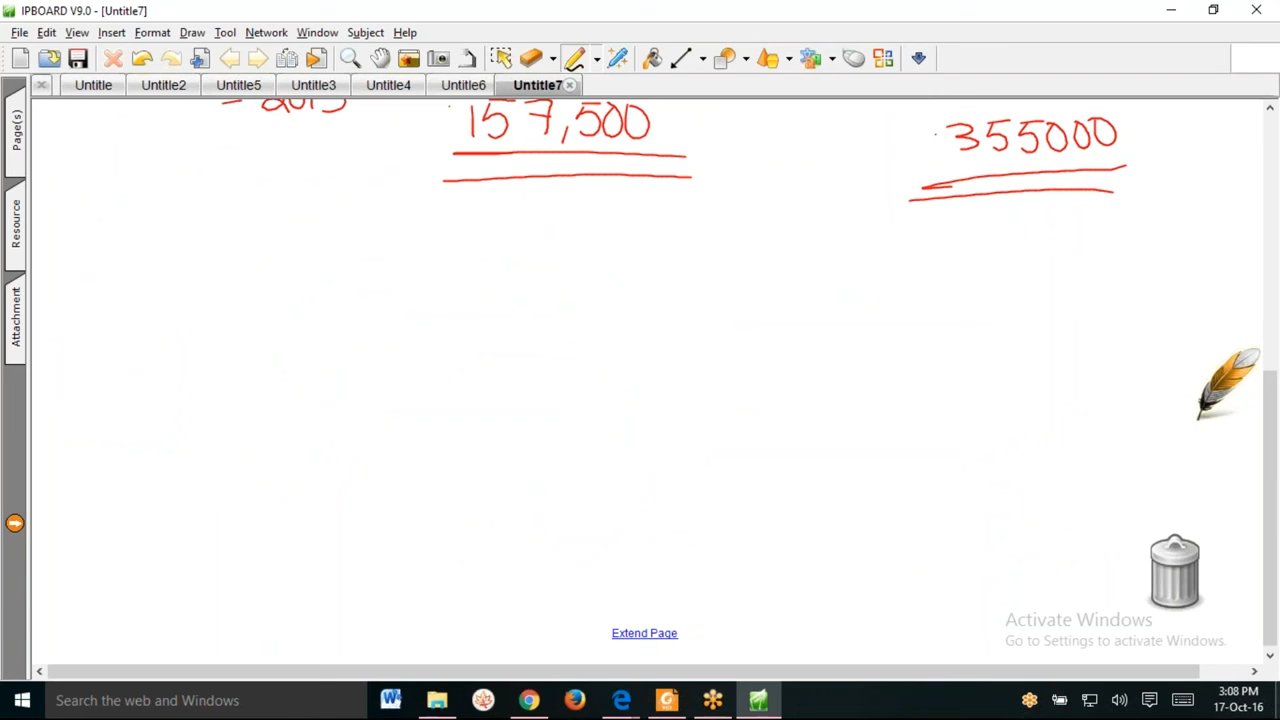 IPBOARD V9.0 - [Untitle7]
File Edit View Insert Format Draw Tool Network Window Subject Help
Untitle Untitle2 Untitle5 Untitle3 Untitle4 Untitle6 Untitle7
Page(s)
Resource
Attachment
- 2015
157,500
355000
Extend Page
Activate Windows
Go to Settings to activate Windows.
Search the web and Windows
3:08 PM
17-Oct-16